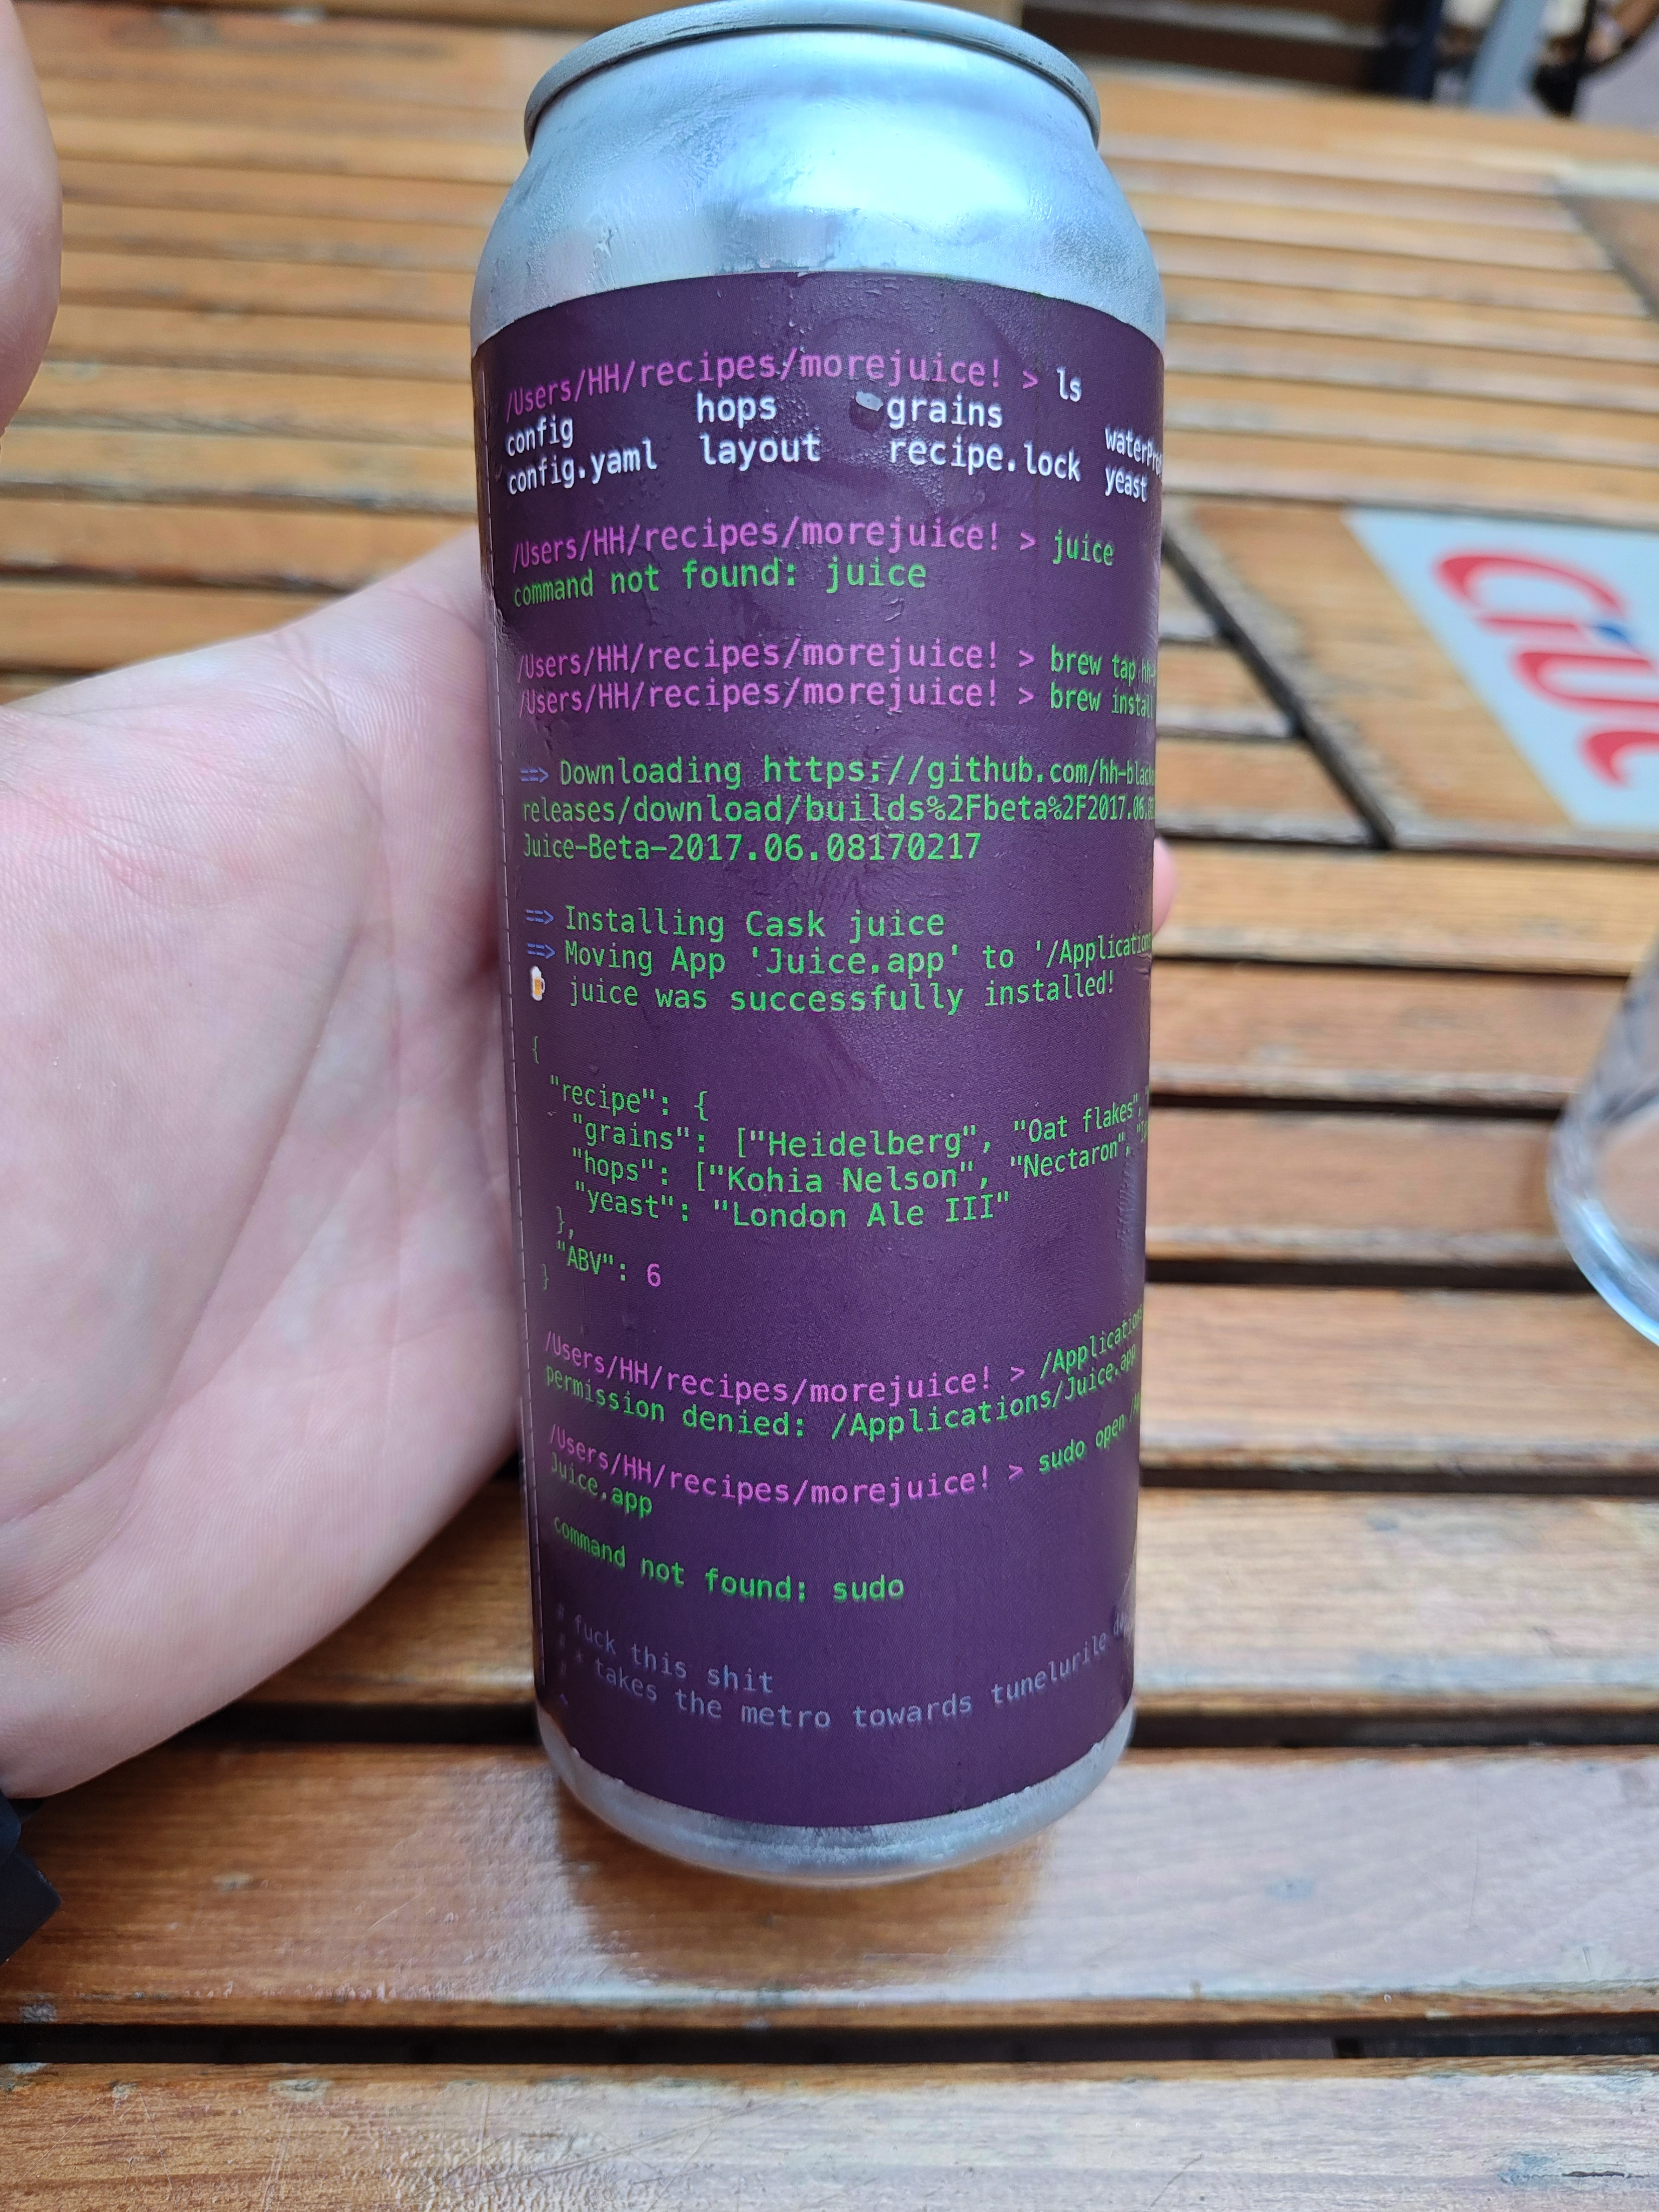 /Users/HH/recipes/morejuice! > ls
config hops grains
config.yaml layout recipe.lock yeast
/Users/HH/recipes/morejuice! > juice
command not found: juice
/Users/HH/recipes/morejuice! > brew tap
/Users/HH/recipes/morejuice! > brew install
==> Downloading https://github.com/hh-black
releases/download/builds%2Fbeta%2F2017.06.
Juice-Beta-2017.06.08170217
==> Installing Cask juice
==> Moving App 'Juice.app' to '/Applications
🍺 juice was successfully installed!
{
"recipe": {
"grains": ["Heidelberg", "Oat flakes",
"hops": ["Kohia Nelson", "Nectaron",
"yeast": "London Ale III"
},
"ABV": 6
}
/Users/HH/recipes/morejuice! > /Applications
permission denied: /Applications/Juice.app
/Users/HH/recipes/morejuice! > sudo open
Juice.app
command not found: sudo
# fuck this shit
# * takes the metro towards tunelurile